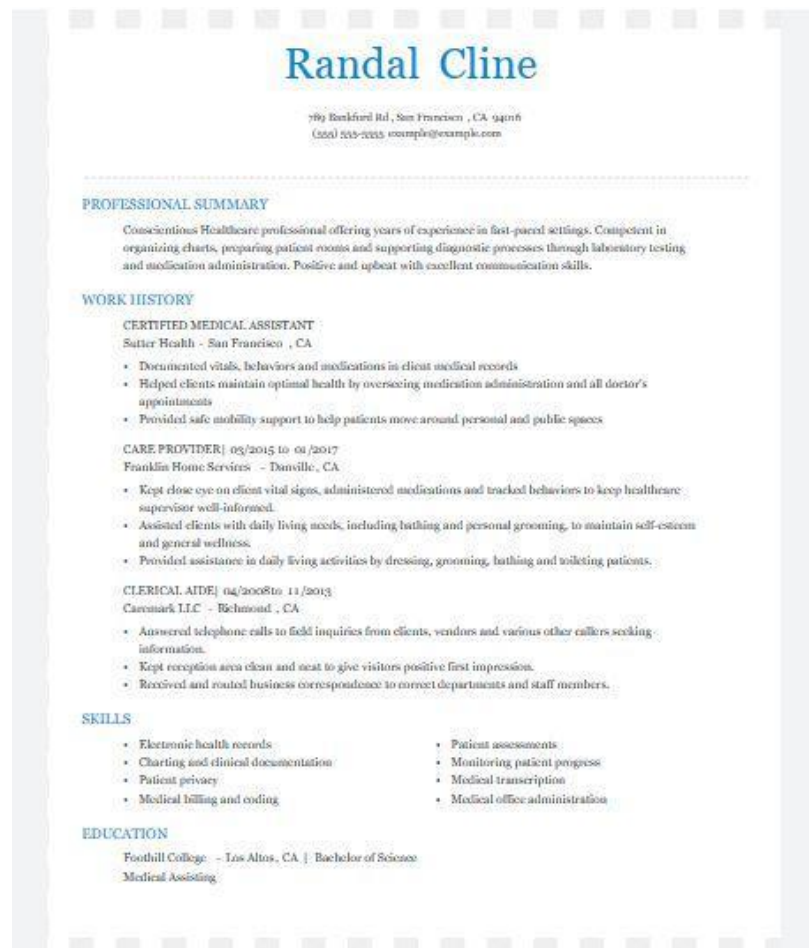 Randal Cline
789 Bankfurd Rd, San Francisco , CA 94016
(555) 555-5555 example@example.com
PROFESSIONAL SUMMARY
Conscientious Healthcare professional offering years of experience in fast-paced settings. Competent in
organizing charts, preparing patient rooms and supporting diagnostic processes through laboratory testing
and medication administration. Positive and upbeat with excellent communication skills.
WORK HISTORY
CERTIFIED MEDICAL ASSISTANT
Sutter Health - San Francisco , CA
• Documented vitals, behaviors and medications in client medical records
• Helped clients maintain optimal health by overseeing medication administration and all doctor's
appointments
• Provided safe mobility support to help patients move around personal and public spaces
CARE PROVIDER| 03/2015 to 01/2017
Franklin Home Services - Danville, CA
• Kept close eye on client vital signs, administered medications and tracked behaviors to keep healthcare
supervisor well-informed.
• Assisted clients with daily living needs, including bathing and personal grooming, to maintain self-esteem
and general wellness.
• Provided assistance in daily living activities by dressing, grooming, bathing and toileting patients.
CLERICAL AIDE| 04/2008to 11/2013
Caremark LLC - Richmond , CA
• Answered telephone calls to field inquiries from clients, vendors and various other callers seeking
information.
• Kept reception area clean and neat to give visitors positive first impression.
• Received and routed business correspondence to correct departments and staff members.
SKILLS
• Electronic health records
• Charting and clinical documentation
• Patient privacy
• Medical billing and coding
• Patient assessments
• Monitoring patient progress
• Medical transcription
• Medical office administration
EDUCATION
Foothill College - Los Altos, CA | Bachelor of Science
Medical Assisting